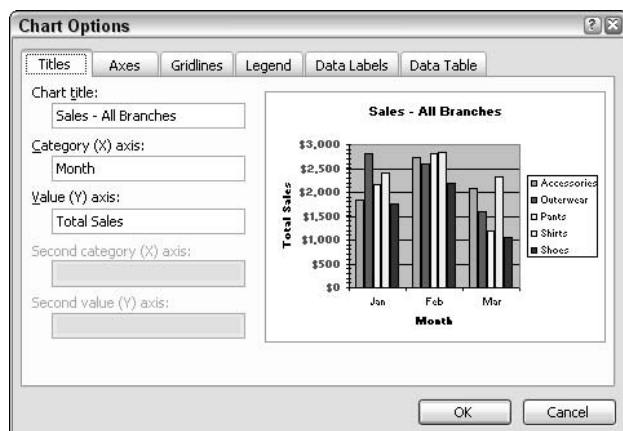 Chart Options
Titles Axes Gridlines Legend Data Labels Data Table
Chart title:
Sales - All Branches
Category (X) axis:
Month
Value (Y) axis:
Total Sales
Second category (X) axis:
Second value (Y) axis:
Sales - All Branches
$3,000
$2,500
$2,000
$1,500
$1,000
$500
$0
Total Sales
Jan Feb Mar
Month
Accessories
Outerwear
Pants
Shirts
Shoes
OK Cancel